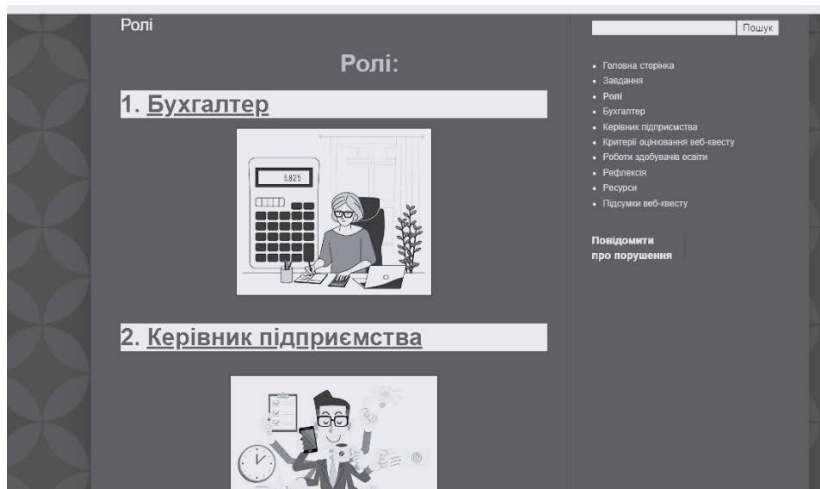 Ролі
Ролі:
1. Бухгалтер
5,825
2. Керівник підприємства
Пошук
• Головна сторінка
• Завдання
• Ролі
• Бухгалтер
• Керівник підприємства
• Критерії оцінювання веб-квесту
• Роботи здобувачів освіти
• Рефлексія
• Ресурси
• Підсумки веб-квесту
Повідомити
про порушення